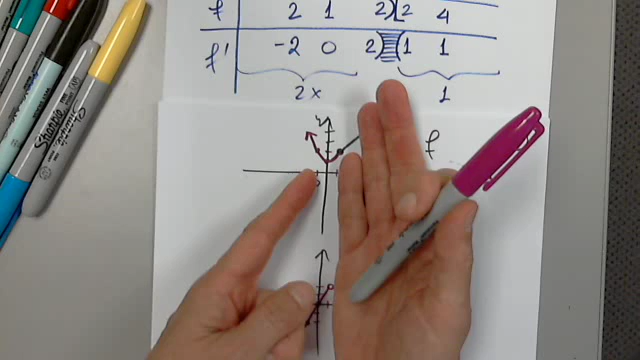 f 2 1 2)[2 4
f' -2 0 2) (1 1
2x 1
f
Sharpie